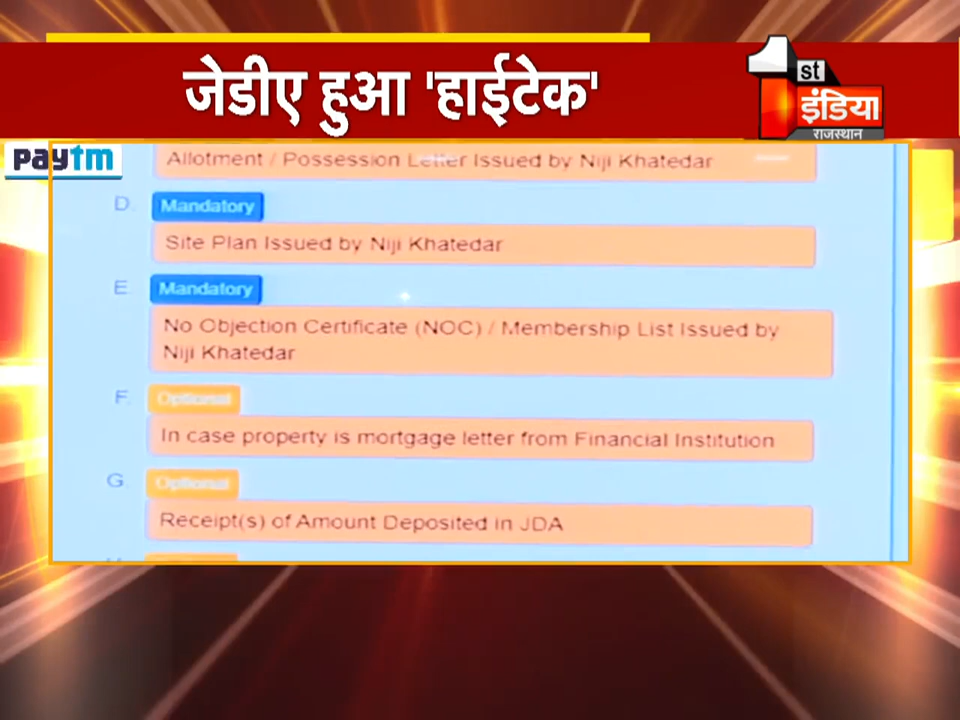 जेडीए हुआ 'हाईटेक'
1st
इंडिया
राजस्थान
paytm
Allotment / Possession Letter Issued by Niji Khatedar
D. Mandatory
Site Plan Issued by Niji Khatedar
E. Mandatory
No Objection Certificate (NOC) / Membership List Issued by
Niji Khatedar
F. Optional
In case property is mortgage letter from Financial Institution
G. Optional
Receipt(s) of Amount Deposited in JDA